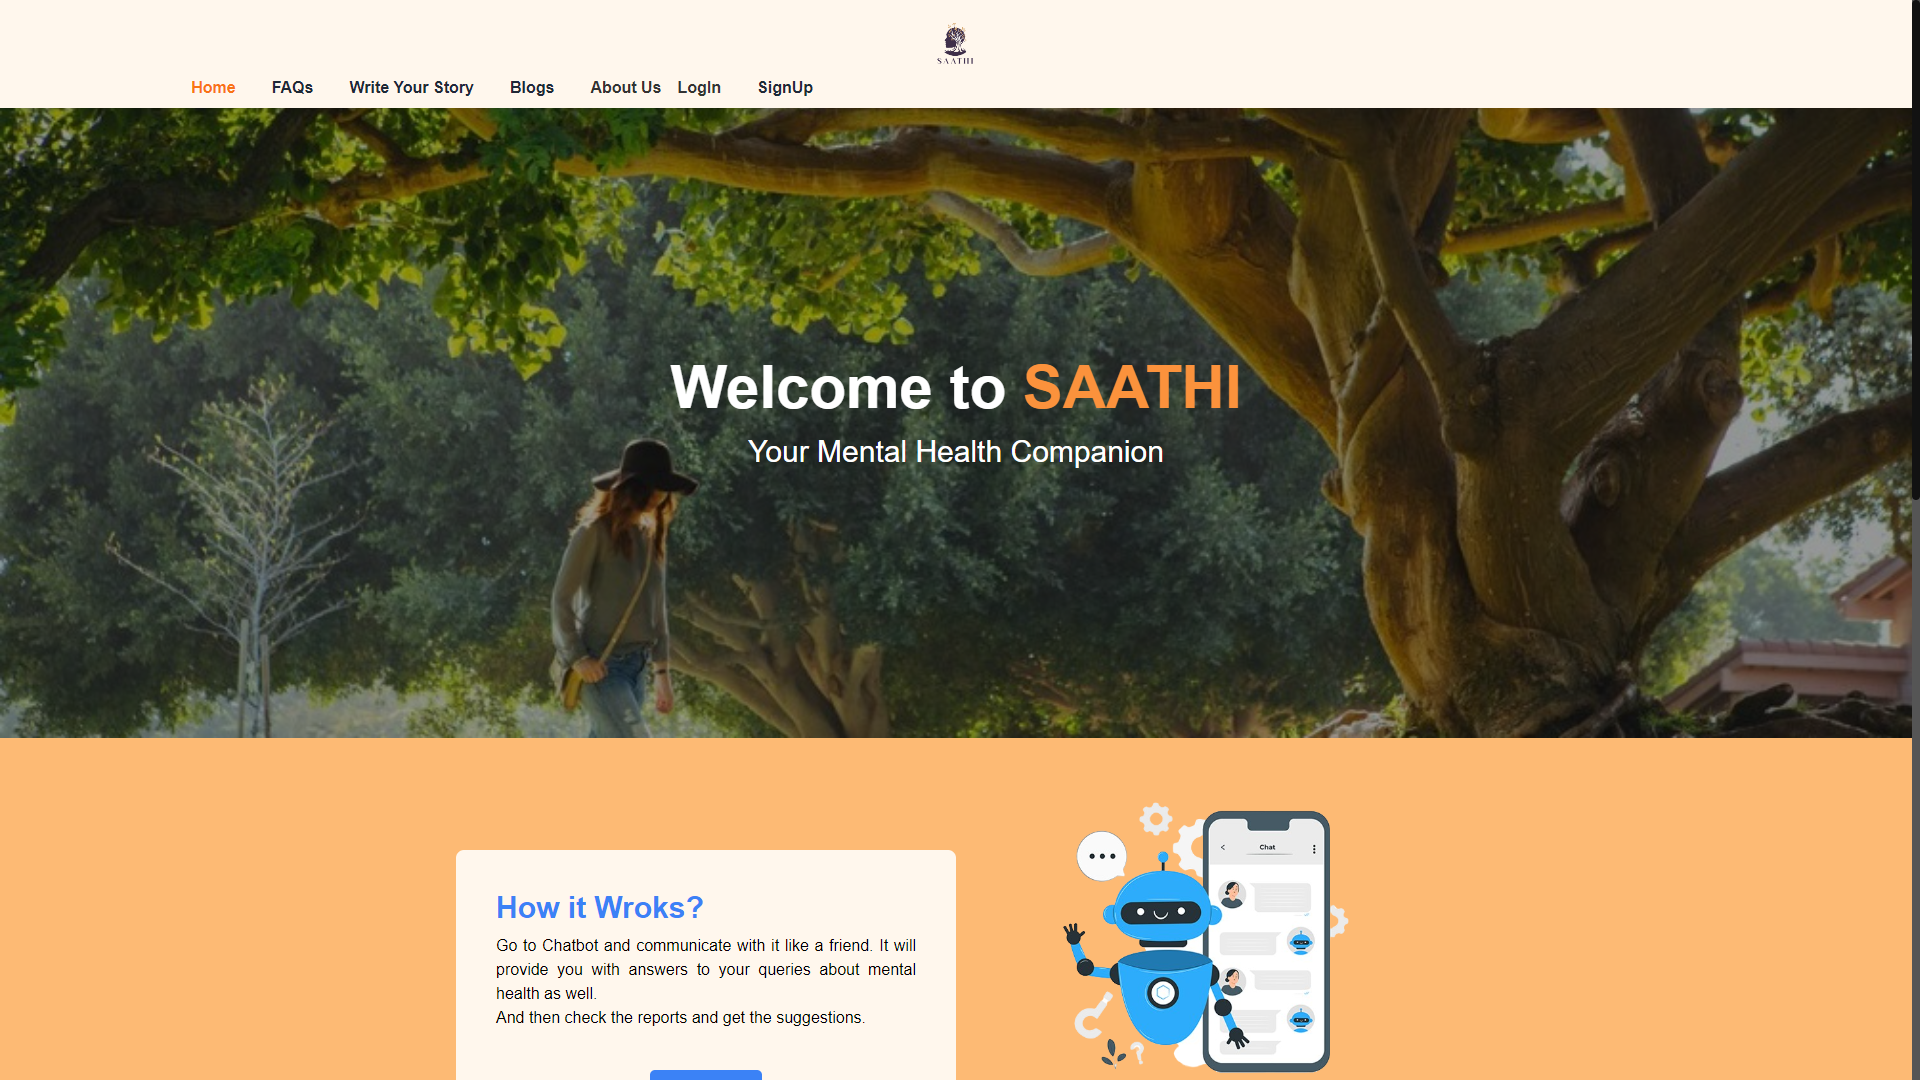 SAATHI
Home FAQs Write Your Story Blogs About Us LogIn SignUp
Welcome to SAATHI
Your Mental Health Companion
How it Wroks?
Go to Chatbot and communicate with it like a friend. It will
provide you with answers to your queries about mental
health as well.
And then check the reports and get the suggestions.
Chat